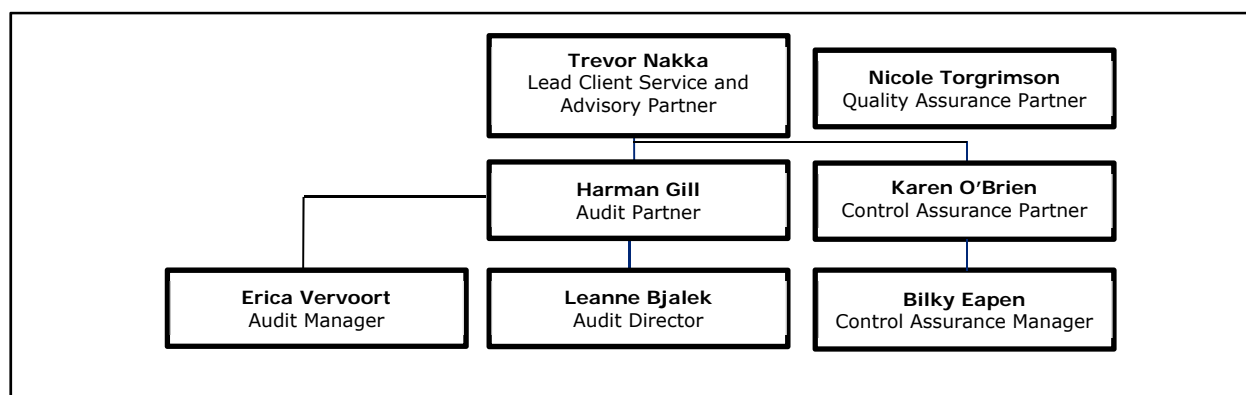 Trevor Nakka
Lead Client Service and
Advisory Partner
Nicole Torgrimson
Quality Assurance Partner
Harman Gill
Audit Partner
Karen O’Brien
Control Assurance Partner
Erica Vervoort
Audit Manager
Leanne Bjalek
Audit Director
Bilky Eapen
Control Assurance Manager